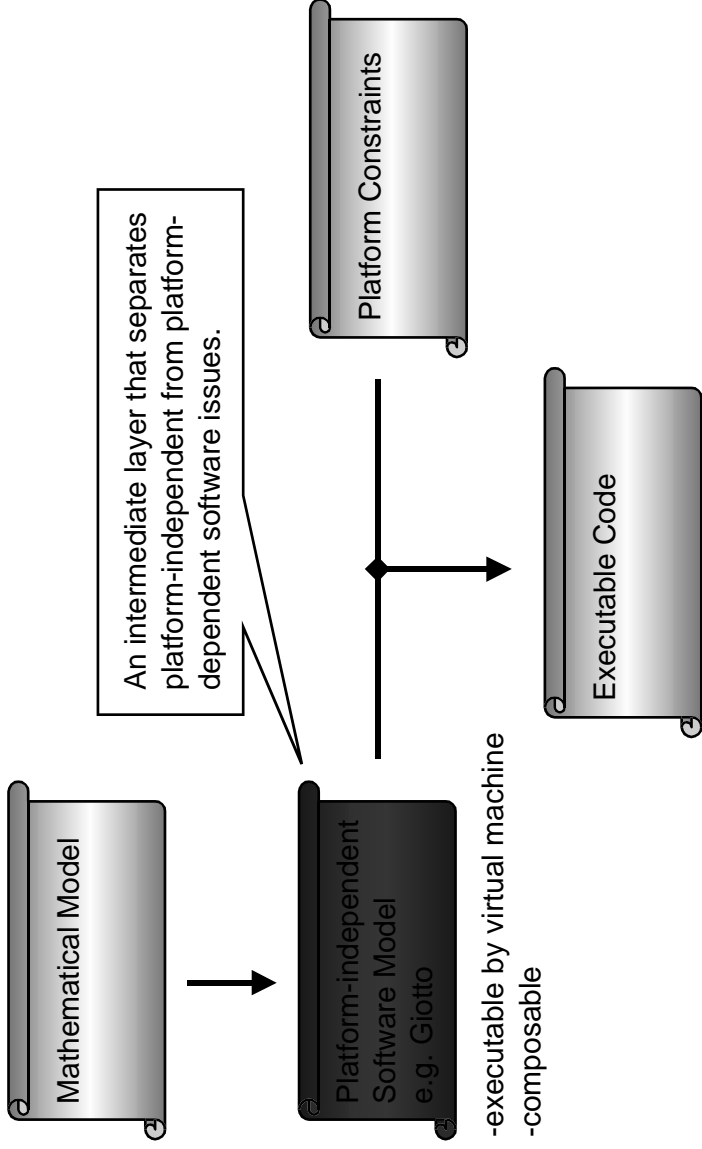 Mathematical Model
An intermediate layer that separates
platform-independent from platform-
dependent software issues.
Platform-independent
Software Model
e.g. Giotto
Platform Constraints
-executable by virtual machine
-composable
Executable Code